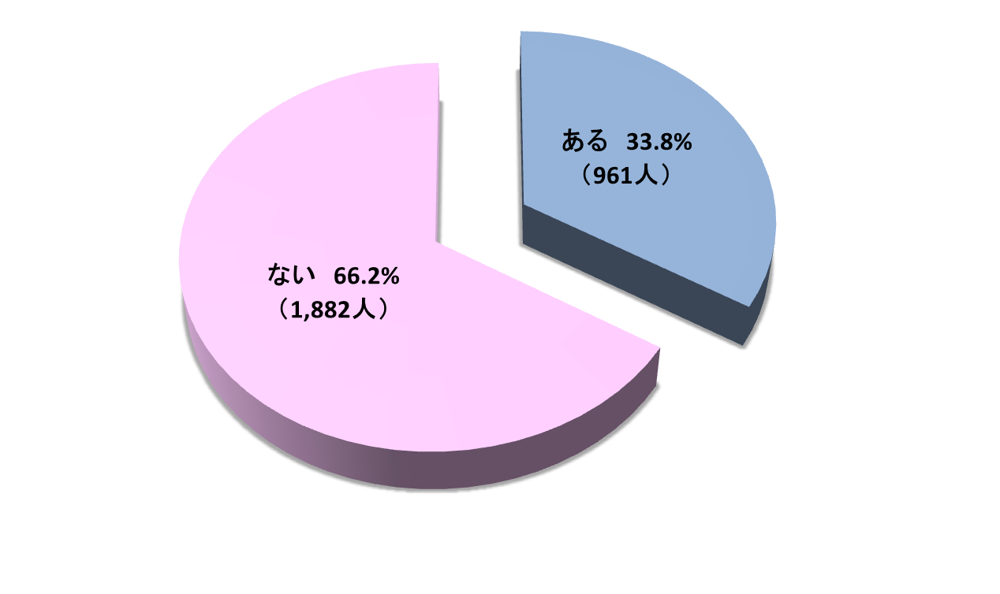 ある　33.8%
（961人）
ない　66.2%
（1,882人）